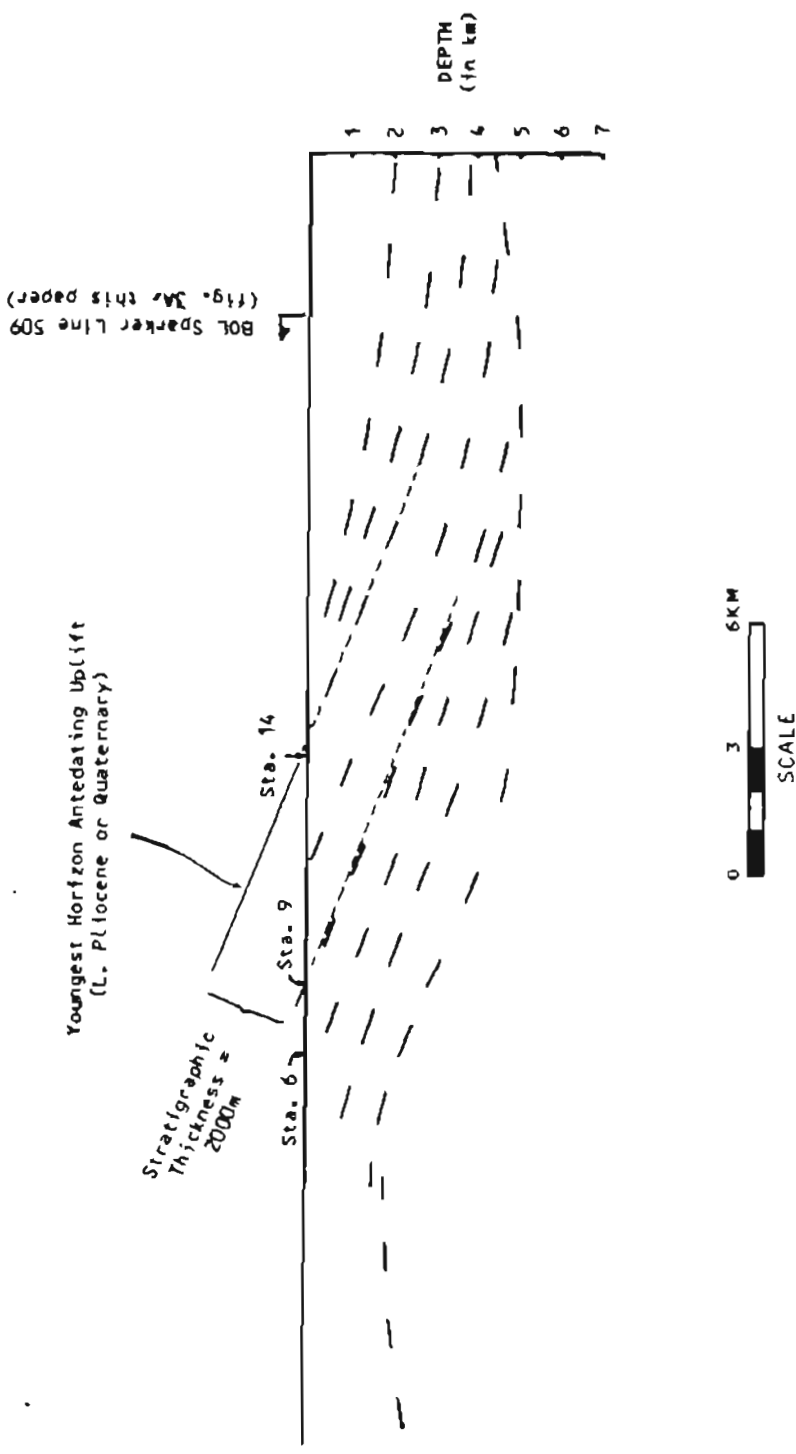 BOL Sparker Line 509
(fig. 3A, this paper)
DEPTH
(in km)
1
2
3
4
5
6
7
Youngest Horizon Antedating Uplift
(L. Pliocene or Quaternary)
Sta. 14
Sta. 9
Sta. 6
Stratigraphic
Thickness =
2000m
0
3
6KM
SCALE